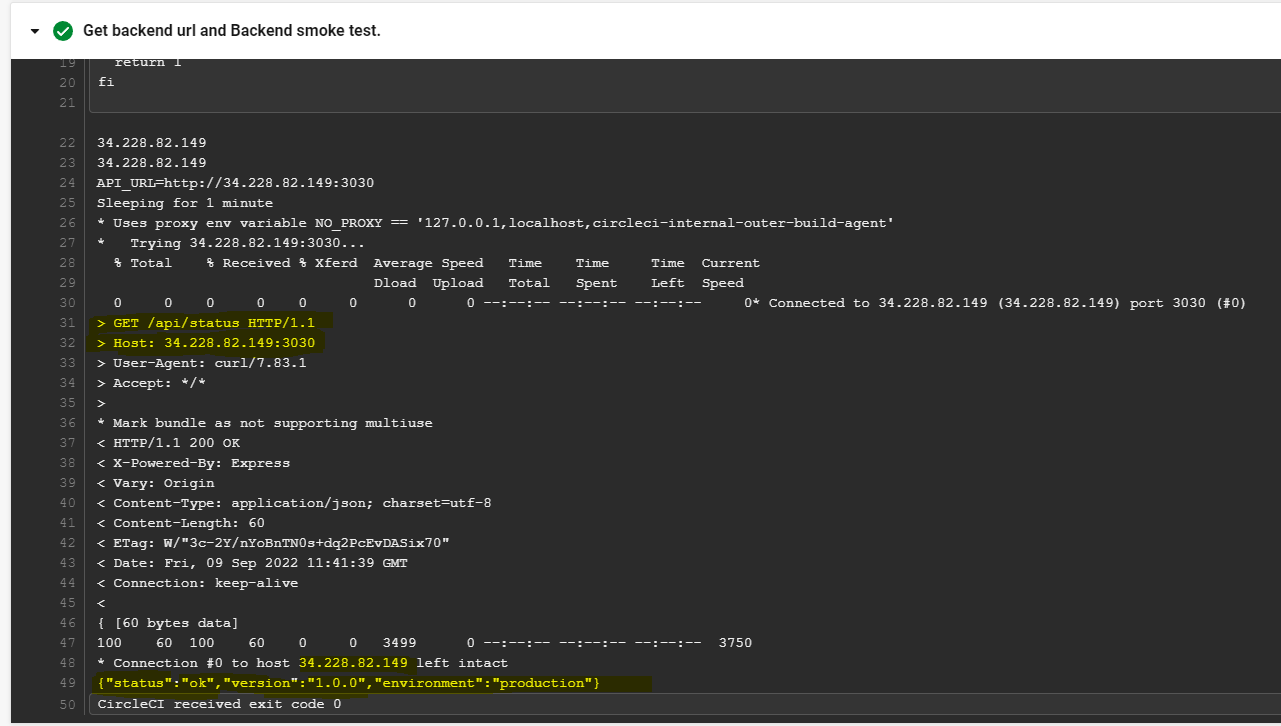 Get backend url and Backend smoke test.
19 return 1
20 fi
21
22 34.228.82.149
23 34.228.82.149
24 API_URL=http://34.228.82.149:3030
25 Sleeping for 1 minute
26 * Uses proxy env variable NO_PROXY == '127.0.0.1,localhost,circleci-internal-outer-build-agent'
27 *   Trying 34.228.82.149:3030...
28   % Total    % Received % Xferd  Average Speed   Time    Time     Time  Current
29                                  Dload  Upload   Total   Spent    Left  Speed
30   0     0    0     0    0     0      0      0 --:--:-- --:--:-- --:--:--     0* Connected to 34.228.82.149 (34.228.82.149) port 3030 (#0)
31 > GET /api/status HTTP/1.1
32 > Host: 34.228.82.149:3030
33 > User-Agent: curl/7.83.1
34 > Accept: */*
35 >
36 * Mark bundle as not supporting multiuse
37 < HTTP/1.1 200 OK
38 < X-Powered-By: Express
39 < Vary: Origin
40 < Content-Type: application/json; charset=utf-8
41 < Content-Length: 60
42 < ETag: W/"3c-2Y/nYoBnTN0s+dq2PcEvDASix70"
43 < Date: Fri, 09 Sep 2022 11:41:39 GMT
44 < Connection: keep-alive
45 <
46 { [60 bytes data]
47 100    60  100    60    0     0   3499      0 --:--:-- --:--:-- --:--:--  3750
48 * Connection #0 to host 34.228.82.149 left intact
49 {"status":"ok","version":"1.0.0","environment":"production"}
50 CircleCI received exit code 0